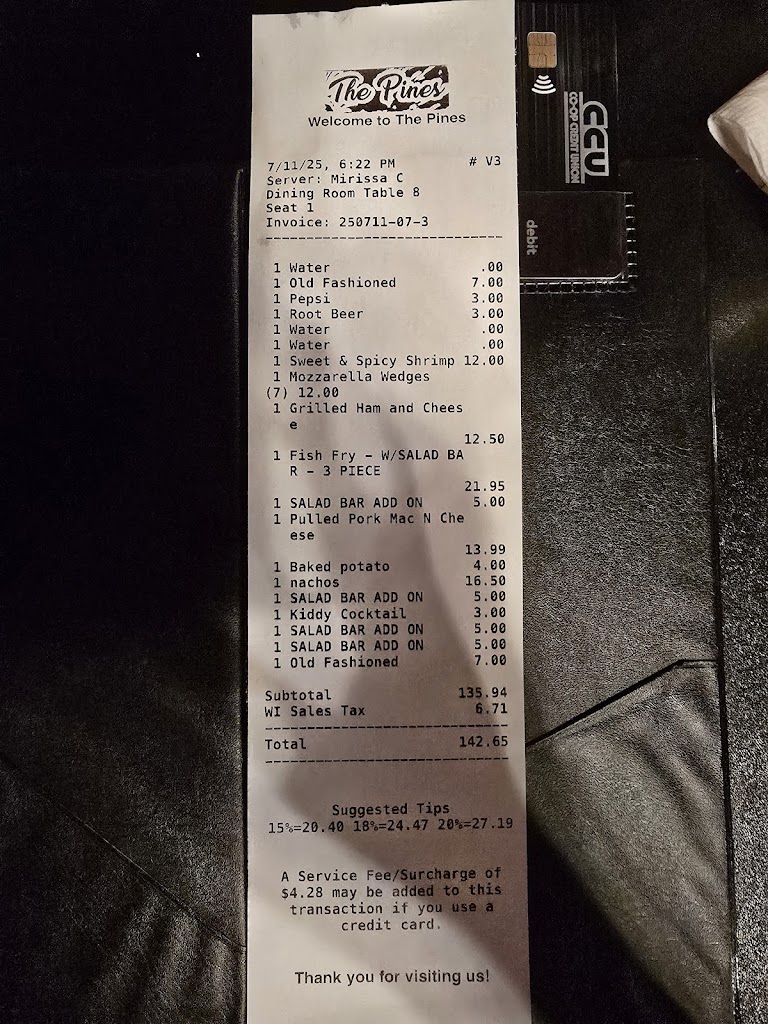 The Pines
Welcome to The Pines
7/11/25, 6:22 PM # V3
Server: Mirissa C
Dining Room Table 8
Seat 1
Invoice: 250711-07-3
--------------------------------
1 Water .00
1 Old Fashioned 7.00
1 Pepsi 3.00
1 Root Beer 3.00
1 Water .00
1 Water .00
1 Sweet & Spicy Shrimp 12.00
1 Mozzarella Wedges
(7) 12.00
1 Grilled Ham and Chees
e
12.50
1 Fish Fry - W/SALAD BA
R - 3 PIECE
21.95
1 SALAD BAR ADD ON 5.00
1 Pulled Pork Mac N Che
ese
13.99
1 Baked potato 4.00
1 nachos 16.50
1 SALAD BAR ADD ON 5.00
1 Kiddy Cocktail 3.00
1 SALAD BAR ADD ON 5.00
1 SALAD BAR ADD ON 5.00
1 Old Fashioned 7.00
Subtotal 135.94
WI Sales Tax 6.71
--------------------------------
Total 142.65
--------------------------------
Suggested Tips
15%=20.40 18%=24.47 20%=27.19
A Service Fee/Surcharge of
$4.28 may be added to this
transaction if you use a
credit card.
Thank you for visiting us!
CCU
CO-OP CREDIT UNION
debit